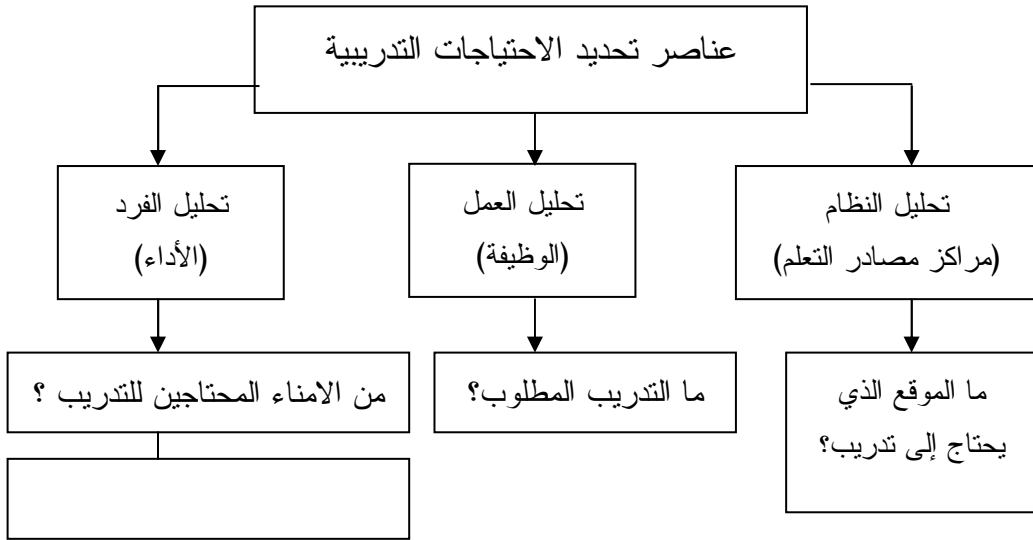 عناصر تحديد الاحتياجات التدريبية
تحليل النظام
(مراكز مصادر التعلم)
تحليل العمل
(الوظيفة)
تحليل الفرد
(الأداء)
ما الموقع الذي
يحتاج إلى تدريب؟
ما التدريب المطلوب؟
من الامناء المحتاجين للتدريب ؟